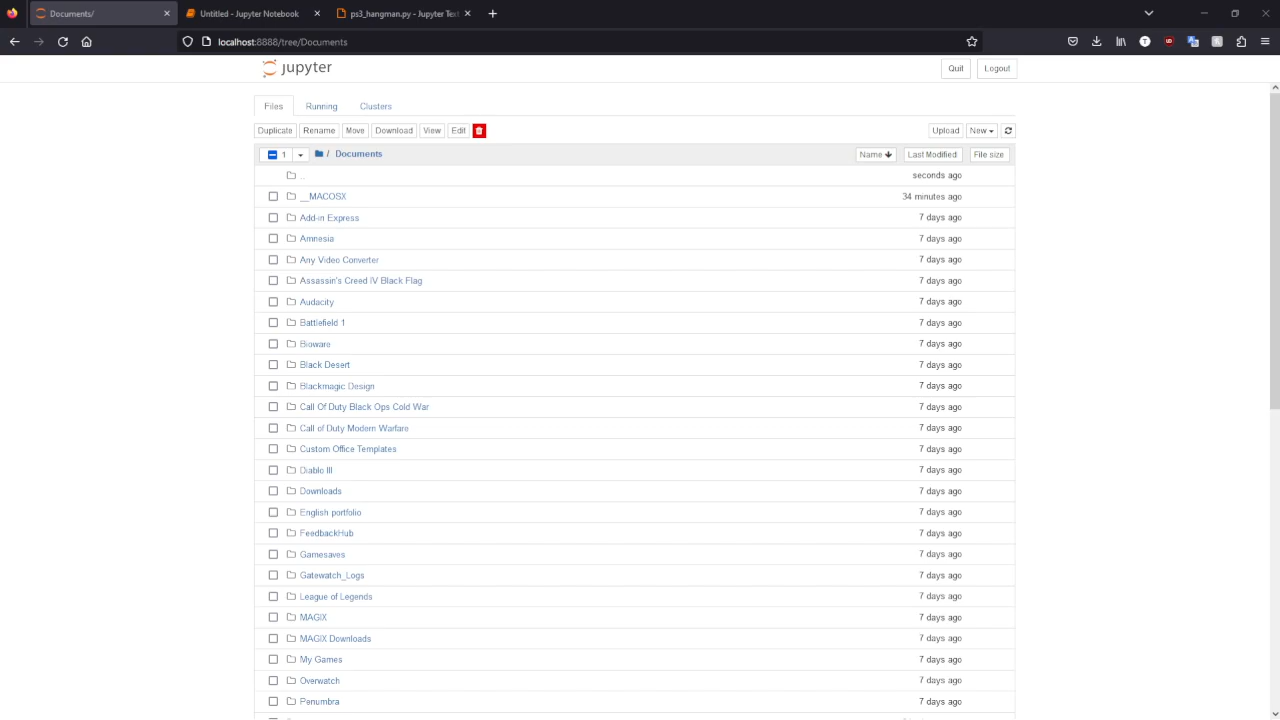 Documents/
Untitled - Jupyter Notebook
ps3_hangman.py - Jupyter Text
localhost:8888/tree/Documents
jupyter
Quit
Logout
Files
Running
Clusters
Duplicate
Rename
Move
Download
View
Edit
Upload
New
1
/ Documents
Name
Last Modified
File size
..
seconds ago
__MACOSX
34 minutes ago
Add-in Express
7 days ago
Amnesia
7 days ago
Any Video Converter
7 days ago
Assassin's Creed IV Black Flag
7 days ago
Audacity
7 days ago
Battlefield 1
7 days ago
Bioware
7 days ago
Black Desert
7 days ago
Blackmagic Design
7 days ago
Call Of Duty Black Ops Cold War
7 days ago
Call of Duty Modern Warfare
7 days ago
Custom Office Templates
7 days ago
Diablo III
7 days ago
Downloads
7 days ago
English portfolio
7 days ago
FeedbackHub
7 days ago
Gamesaves
7 days ago
Gatewatch_Logs
7 days ago
League of Legends
7 days ago
MAGIX
7 days ago
MAGIX Downloads
7 days ago
My Games
7 days ago
Overwatch
7 days ago
Penumbra
7 days ago